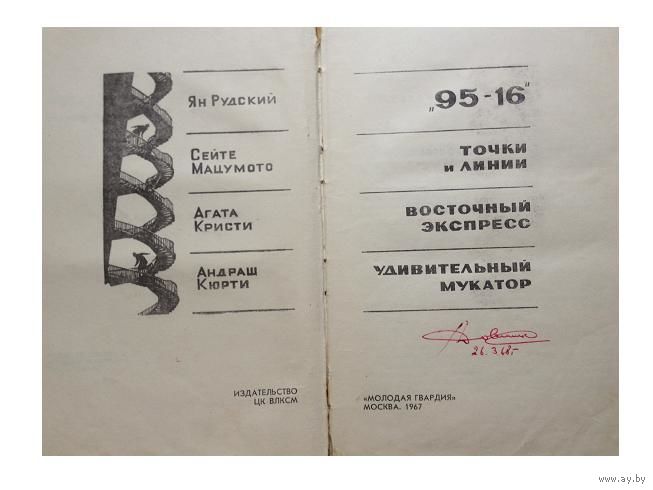 Ян Рудский
Сейте
Мацумото
Агата
Кристи
Андраш
Кюрти
ИЗДАТЕЛЬСТВО
ЦК ВЛКСМ
„95-16"
ТОЧКИ
И ЛИНИИ
ВОСТОЧНЫЙ
ЭКСПРЕСС
УДИВИТЕЛЬНЫЙ
МУКАТОР
26.3.68г
«МОЛОДАЯ ГВАРДИЯ»
МОСКВА. 1967
www.ay.by